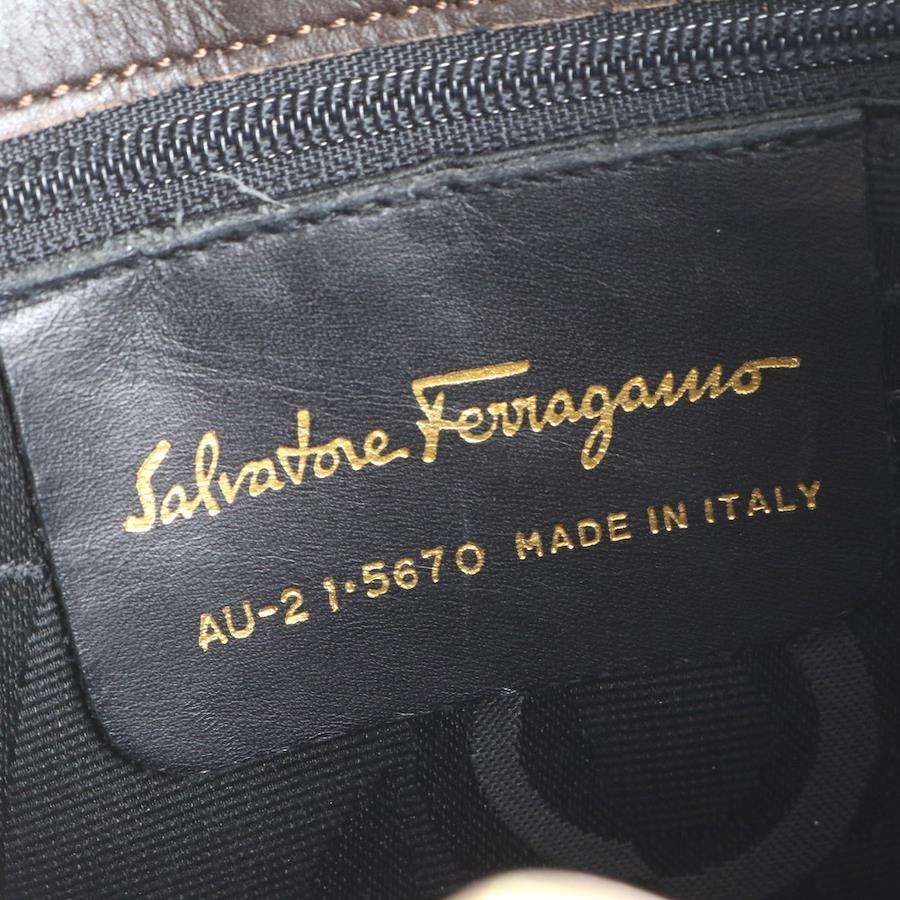 Salvatore Ferragamo
AU-21·5670 MADE IN ITALY